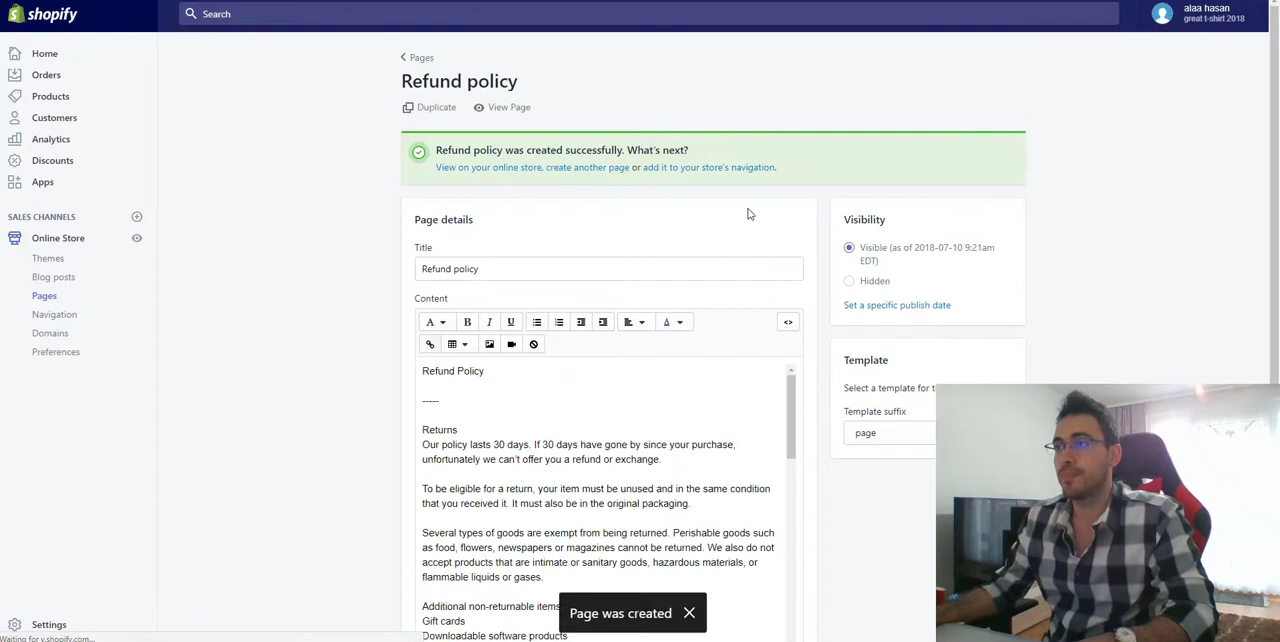 shopify
Search
alaa hasan
great t-shirt 2018
Home
Orders
Products
Customers
Analytics
Discounts
Apps
SALES CHANNELS
Online Store
Themes
Blog posts
Pages
Navigation
Domains
Preferences
Settings
Pages
Refund policy
Duplicate
View Page
Refund policy was created successfully. What's next?
View on your online store, create another page or add it to your store's navigation.
Page details
Title
Refund policy
Content
A
B
I
U
A
<>
Refund Policy
-----
Returns
Our policy lasts 30 days. If 30 days have gone by since your purchase,
unfortunately we can't offer you a refund or exchange.
To be eligible for a return, your item must be unused and in the same condition
that you received it. It must also be in the original packaging.
Several types of goods are exempt from being returned. Perishable goods such
as food, flowers, newspapers or magazines cannot be returned. We also do not
accept products that are intimate or sanitary goods, hazardous materials, or
flammable liquids or gases.
Additional non-returnable items
Gift cards
Downloadable software products
Visibility
Visible (as of 2018-07-10 9:21am
EDT)
Hidden
Set a specific publish date
Template
Select a template for t
Template suffix
page
Page was created
Waiting for v.shopify.com...